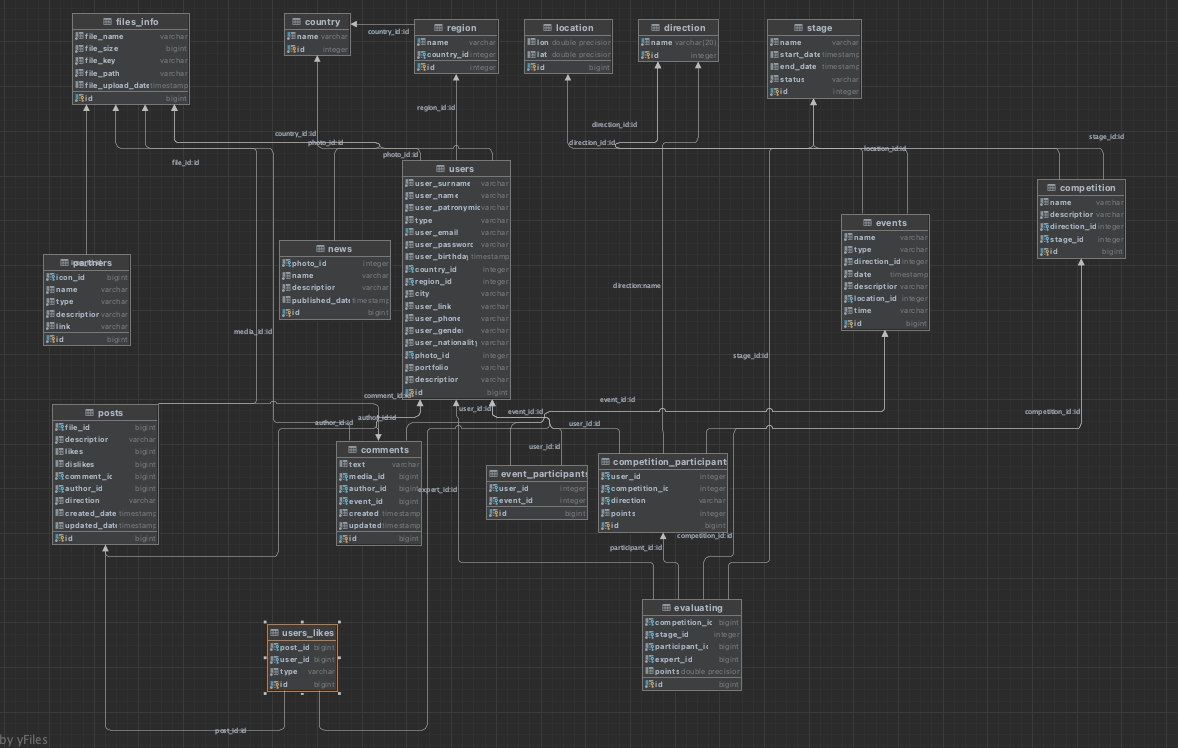 files_info
file_name varchar
file_size bigint
file_key varchar
file_path varchar
file_upload_date timestamp
id bigint
country
name varchar
id integer
country_id:id
region
name varchar
country_id integer
id integer
location
lon double precision
lat double precision
id bigint
direction
name varchar(20)
id integer
stage
name varchar
start_date timestamp
end_date timestamp
status varchar
id integer
region_id:id
country_id:id
photo_id:id
photo_id:id
file_id:id
direction_id:id
direction_id:id
location_id:id
stage_id:id
users
user_surname varchar
user_name varchar
user_patronymic varchar
type varchar
user_email varchar
user_password varchar
user_birthday timestamp
country_id integer
region_id integer
city varchar
user_link varchar
user_phone varchar
user_gender varchar
user_nationality varchar
photo_id integer
portfolio varchar
description varchar
id bigint
competition
name varchar
description varchar
direction_id integer
stage_id integer
id bigint
events
name varchar
type varchar
direction_id integer
date timestamp
description varchar
location_id integer
time varchar
id bigint
news
photo_id integer
name varchar
description varchar
published_date timestamp
id bigint
partners
icon_id bigint
name varchar
type varchar
description varchar
link varchar
id bigint
direction:name
media_id:id
stage_id:id
comment_id:id
author_id:id
author_id:id
user_id:id
event_id:id
event_id:id
user_id:id
user_id:id
competition_id:id
posts
file_id bigint
description varchar
likes bigint
dislikes bigint
comment_id bigint
author_id bigint
direction varchar
created_date timestamp
updated_date timestamp
id bigint
comments
text varchar
media_id bigint
author_id bigint
event_id bigint
created timestamp
updated timestamp
id bigint
expert_id:id
event_participants
user_id integer
event_id integer
id bigint
competition_participant
user_id integer
competition_id integer
direction varchar
points integer
id bigint
participant_id:id
competition_id:id
evaluating
competition_id bigint
stage_id integer
participant_id bigint
expert_id bigint
points double precision
id bigint
users_likes
post_id bigint
user_id bigint
type varchar
id bigint
post_id:id
by yFiles